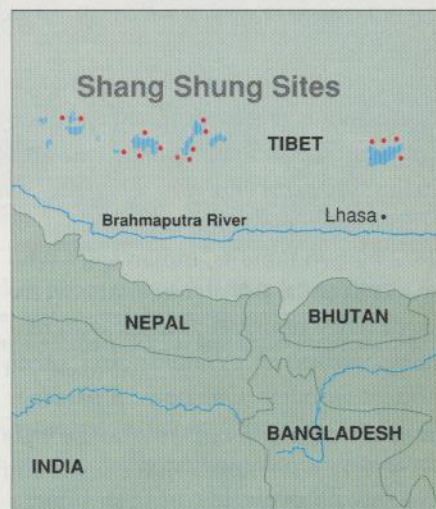 Shang Shung Sites
TIBET
Brahmaputra River
Lhasa
NEPAL
BHUTAN
BANGLADESH
INDIA